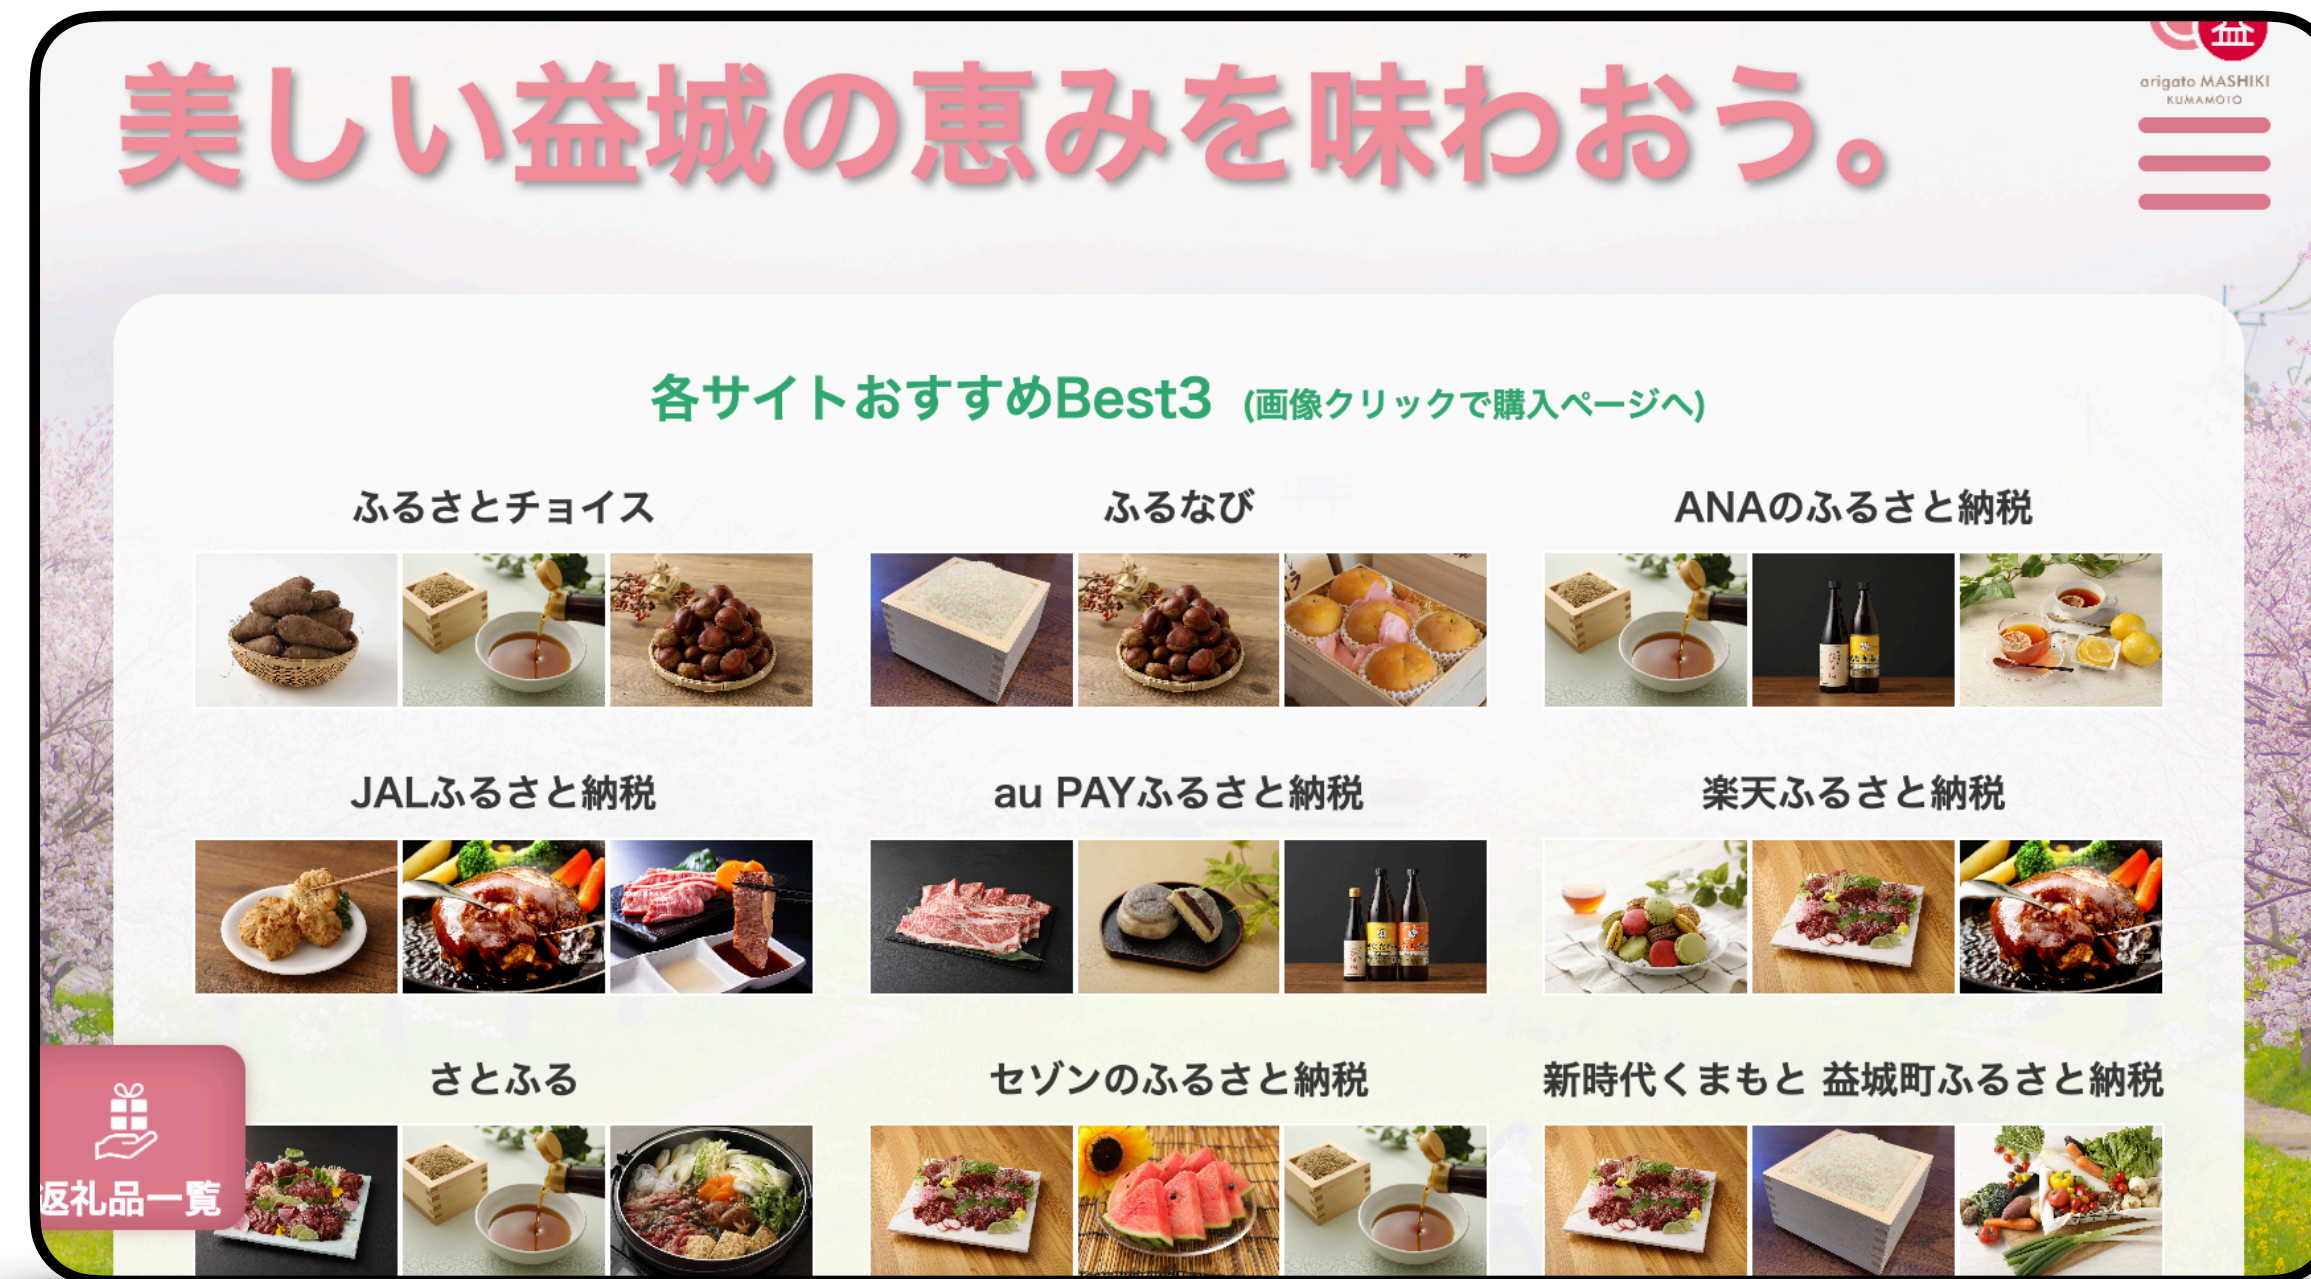 美しい益城の恵みを味わおう。
益
arigato MASHIKI
KUMAMOTO
各サイトおすすめBest3 (画像クリックで購入ページへ)
ふるさとチョイス
ふるなび
ANAのふるさと納税
JALふるさと納税
au PAYふるさと納税
楽天ふるさと納税
さとふる
セゾンのふるさと納税
新時代くまもと 益城町ふるさと納税
返礼品一覧